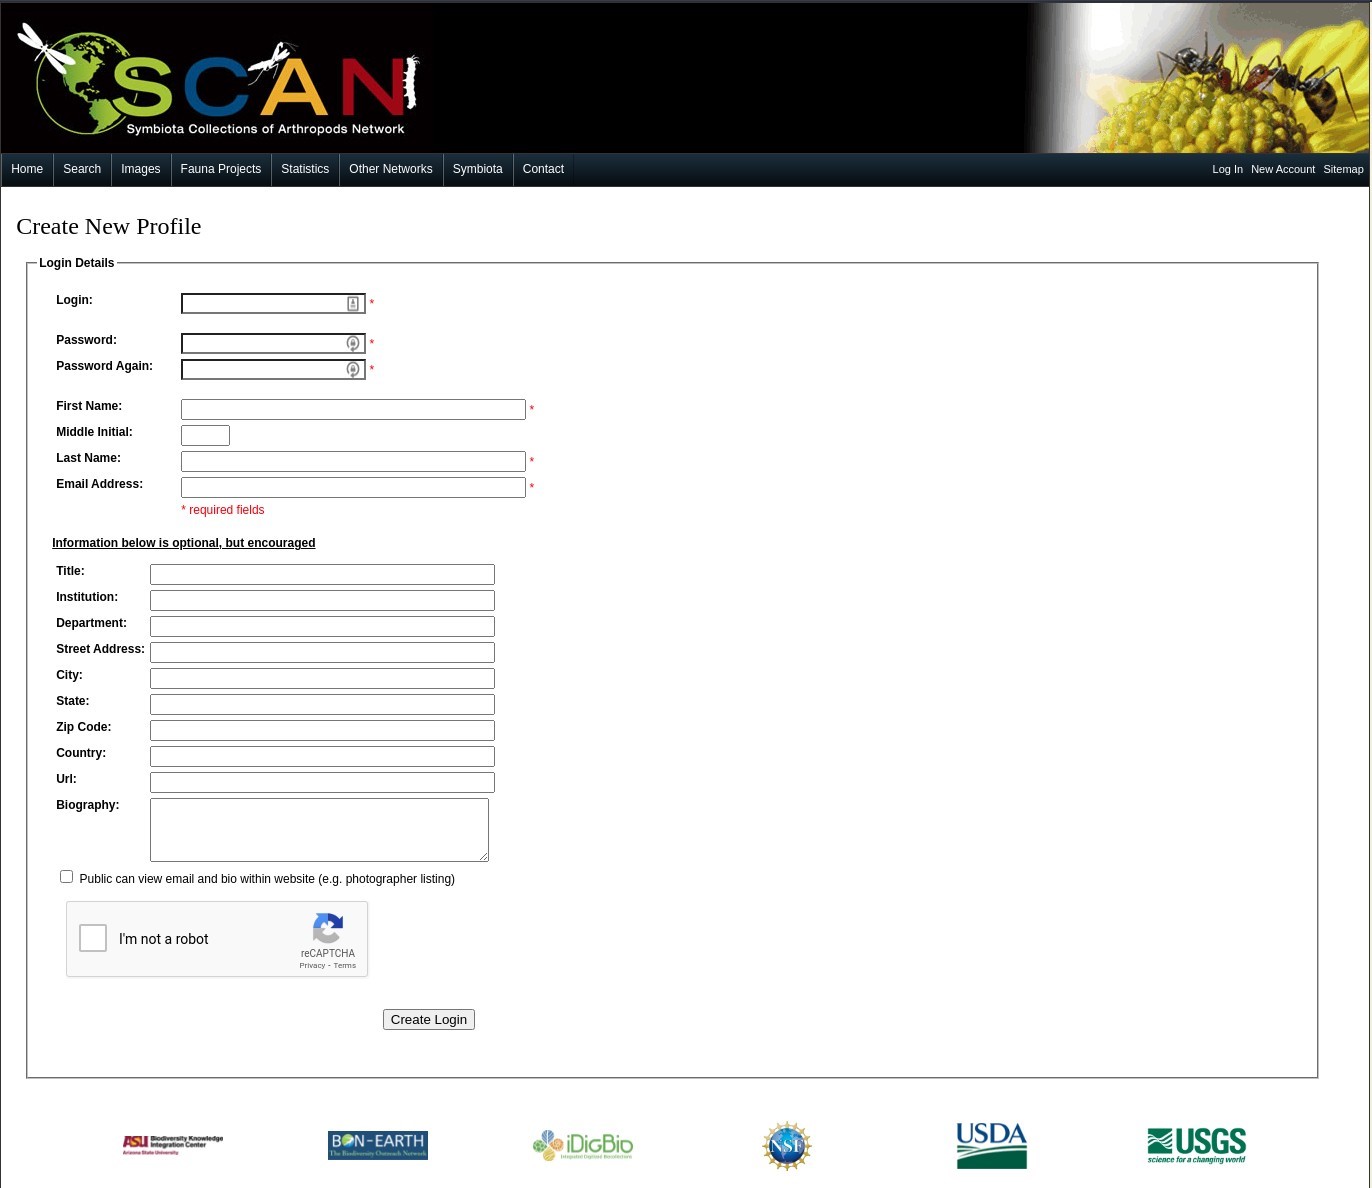 SCAN
Symbiota Collections of Arthropods Network
Home Search Images Fauna Projects Statistics Other Networks Symbiota Contact Log In New Account Sitemap
Create New Profile
Login Details
Login: *
Password: *
Password Again: *
First Name: *
Middle Initial:
Last Name: *
Email Address: *
* required fields
Information below is optional, but encouraged
Title:
Institution:
Department:
Street Address:
City:
State:
Zip Code:
Country:
Url:
Biography:
Public can view email and bio within website (e.g. photographer listing)
I'm not a robot
reCAPTCHA
Privacy - Terms
Create Login
ASU Biodiversity Knowledge
Integration Center
Arizona State University
BON-EARTH
The Biodiversity Outreach Network
iDigBio
Integrated Digitized Biocollections
NSF
USDA
USGS
science for a changing world